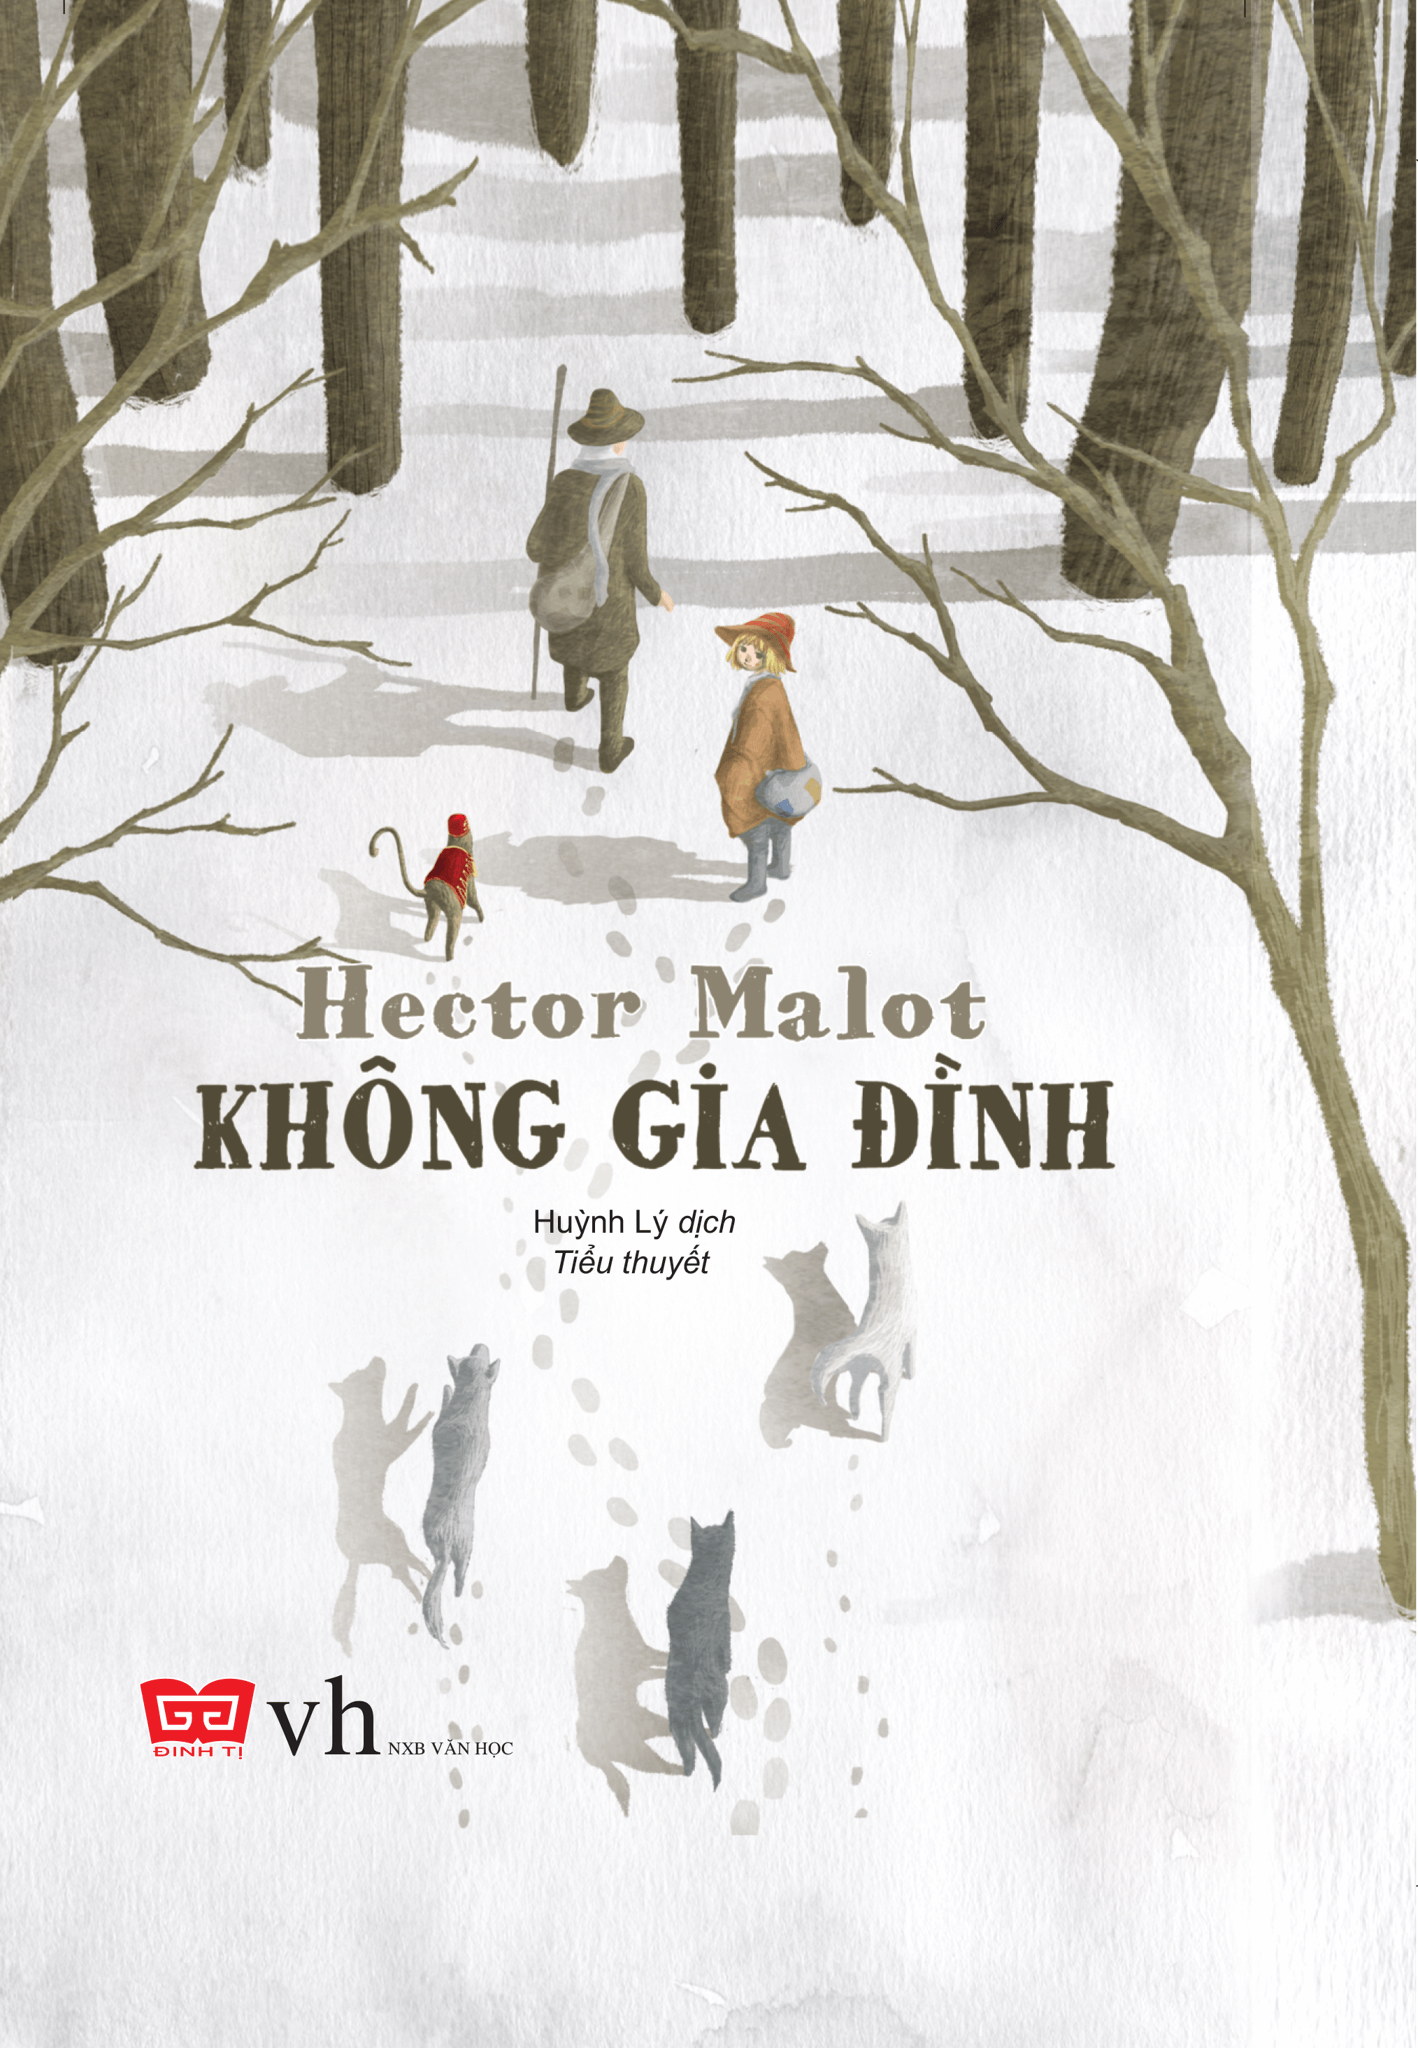 Hector Malot
KHÔNG GIA ĐÌNH
Huỳnh Lý dịch
Tiểu thuyết
ĐINH TỊ
vh
NXB VĂN HỌC